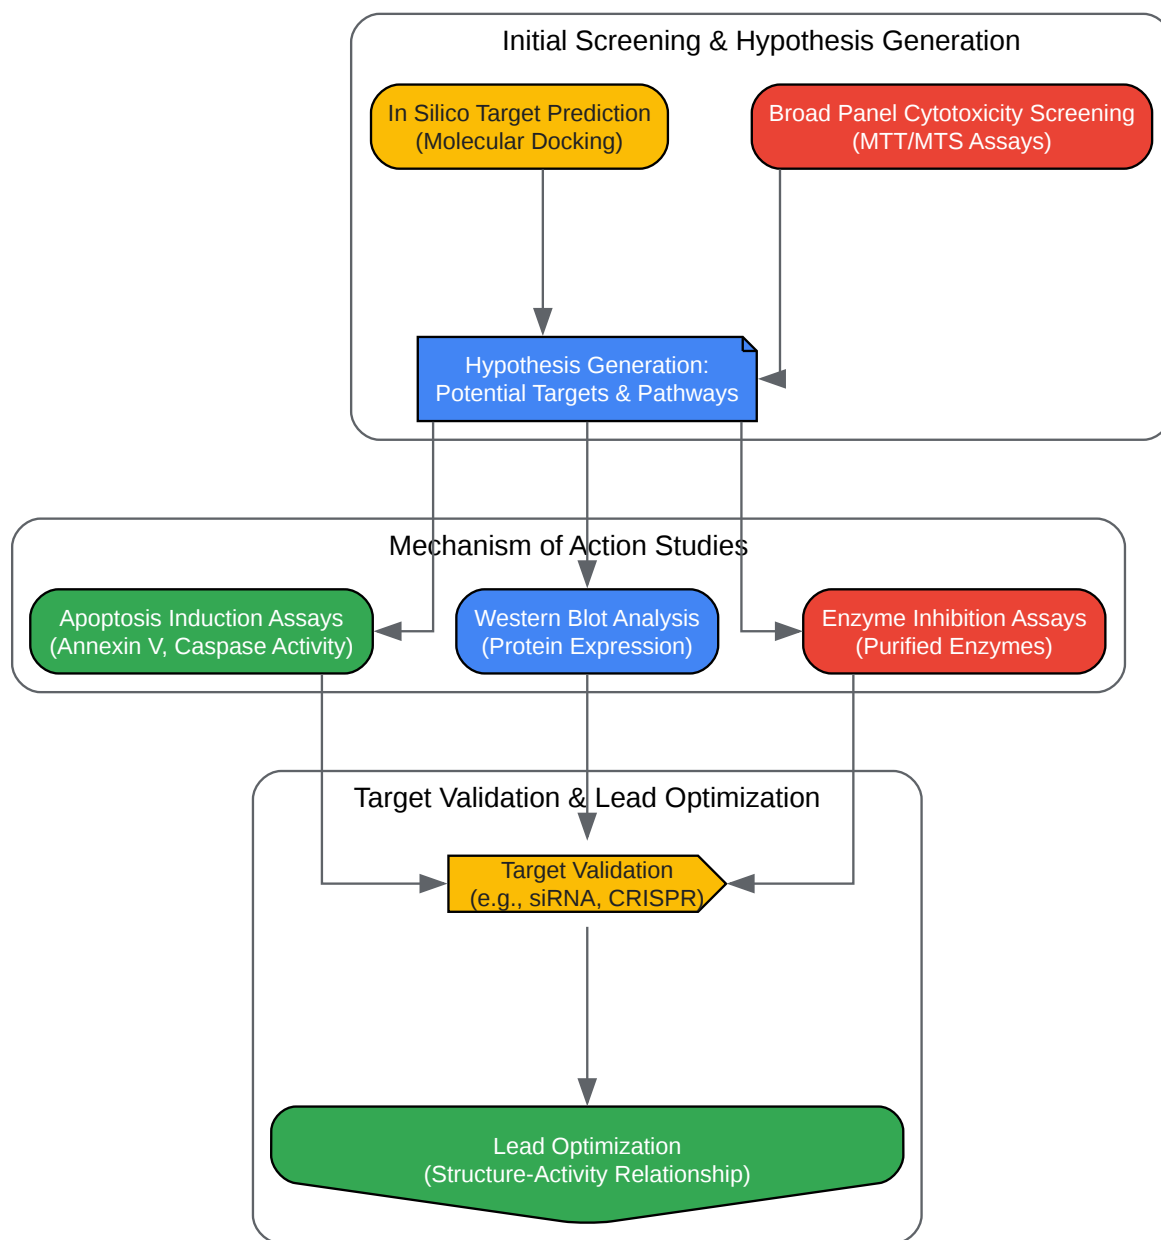 Initial Screening & Hypothesis Generation
In Silico Target Prediction
(Molecular Docking)
Broad Panel Cytotoxicity Screening
(MTT/MTS Assays)
Hypothesis Generation:
Potential Targets & Pathways
Mechanism of Action Studies
Apoptosis Induction Assays
(Annexin V, Caspase Activity)
Western Blot Analysis
(Protein Expression)
Enzyme Inhibition Assays
(Purified Enzymes)
Target Validation & Lead Optimization
Target Validation
(e.g., siRNA, CRISPR)
Lead Optimization
(Structure-Activity Relationship)